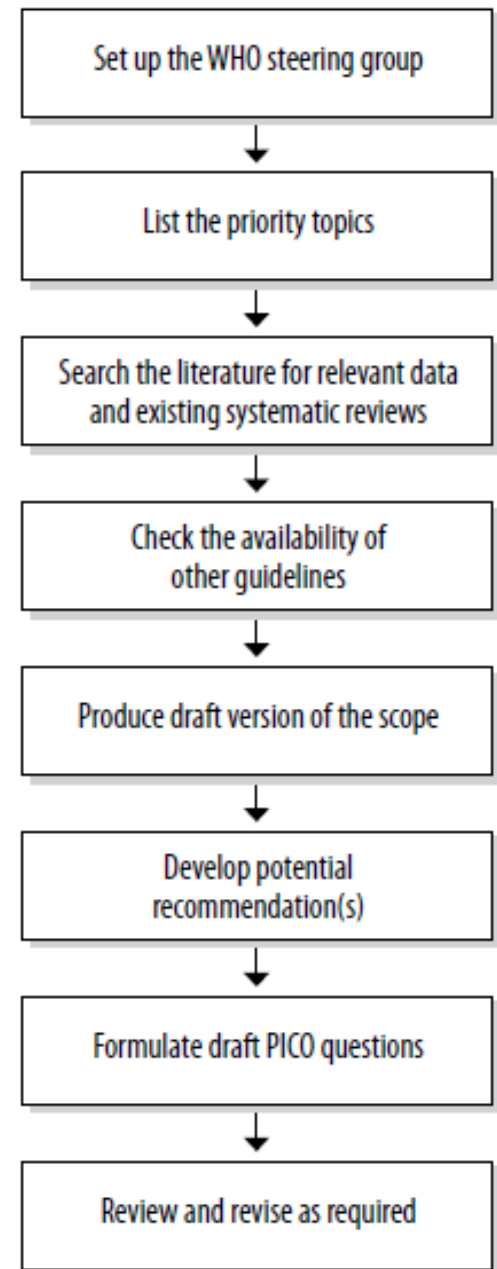 Set up the WHO steering group
List the priority topics
Search the literature for relevant data
and existing systematic reviews
Check the availability of
other guidelines
Produce draft version of the scope
Develop potential
recommendation(s)
Formulate draft PICO questions
Review and revise as required